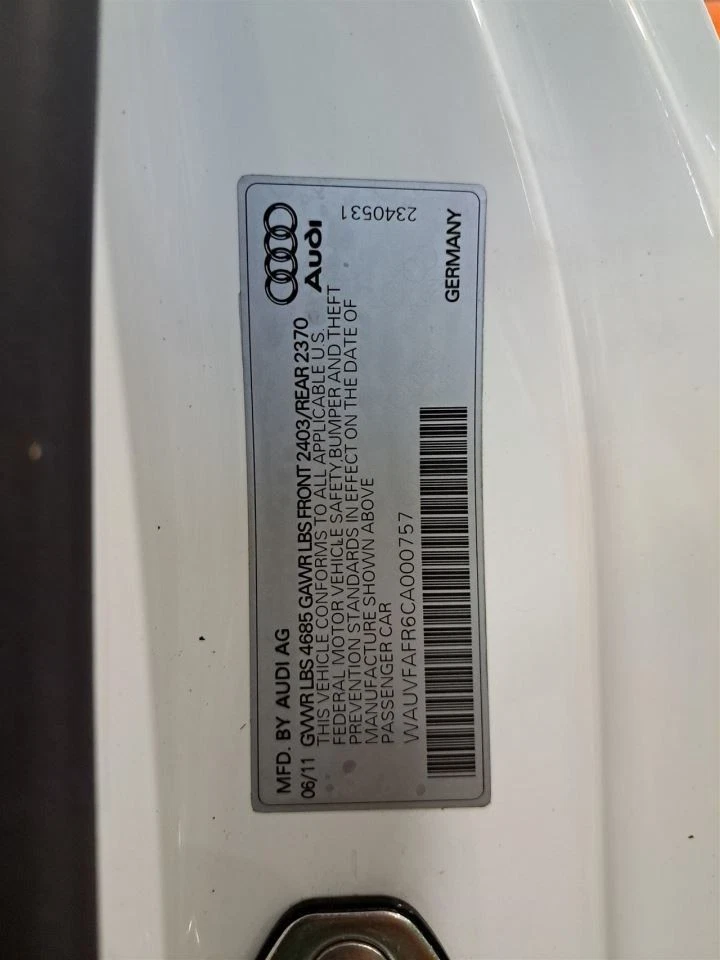 MFD. BY AUDI AG
06/11 GVWR LBS 4685 GAWR LBS FRONT 2403/REAR 2370
THIS VEHICLE CONFORMS TO ALL APPLICABLE U.S.
FEDERAL MOTOR VEHICLE SAFETY, BUMPER AND THEFT
PREVENTION STANDARDS IN EFFECT ON THE DATE OF
MANUFACTURE SHOWN ABOVE
PASSENGER CAR
WAUVFAFR6CA000757
Audi
2340531
GERMANY